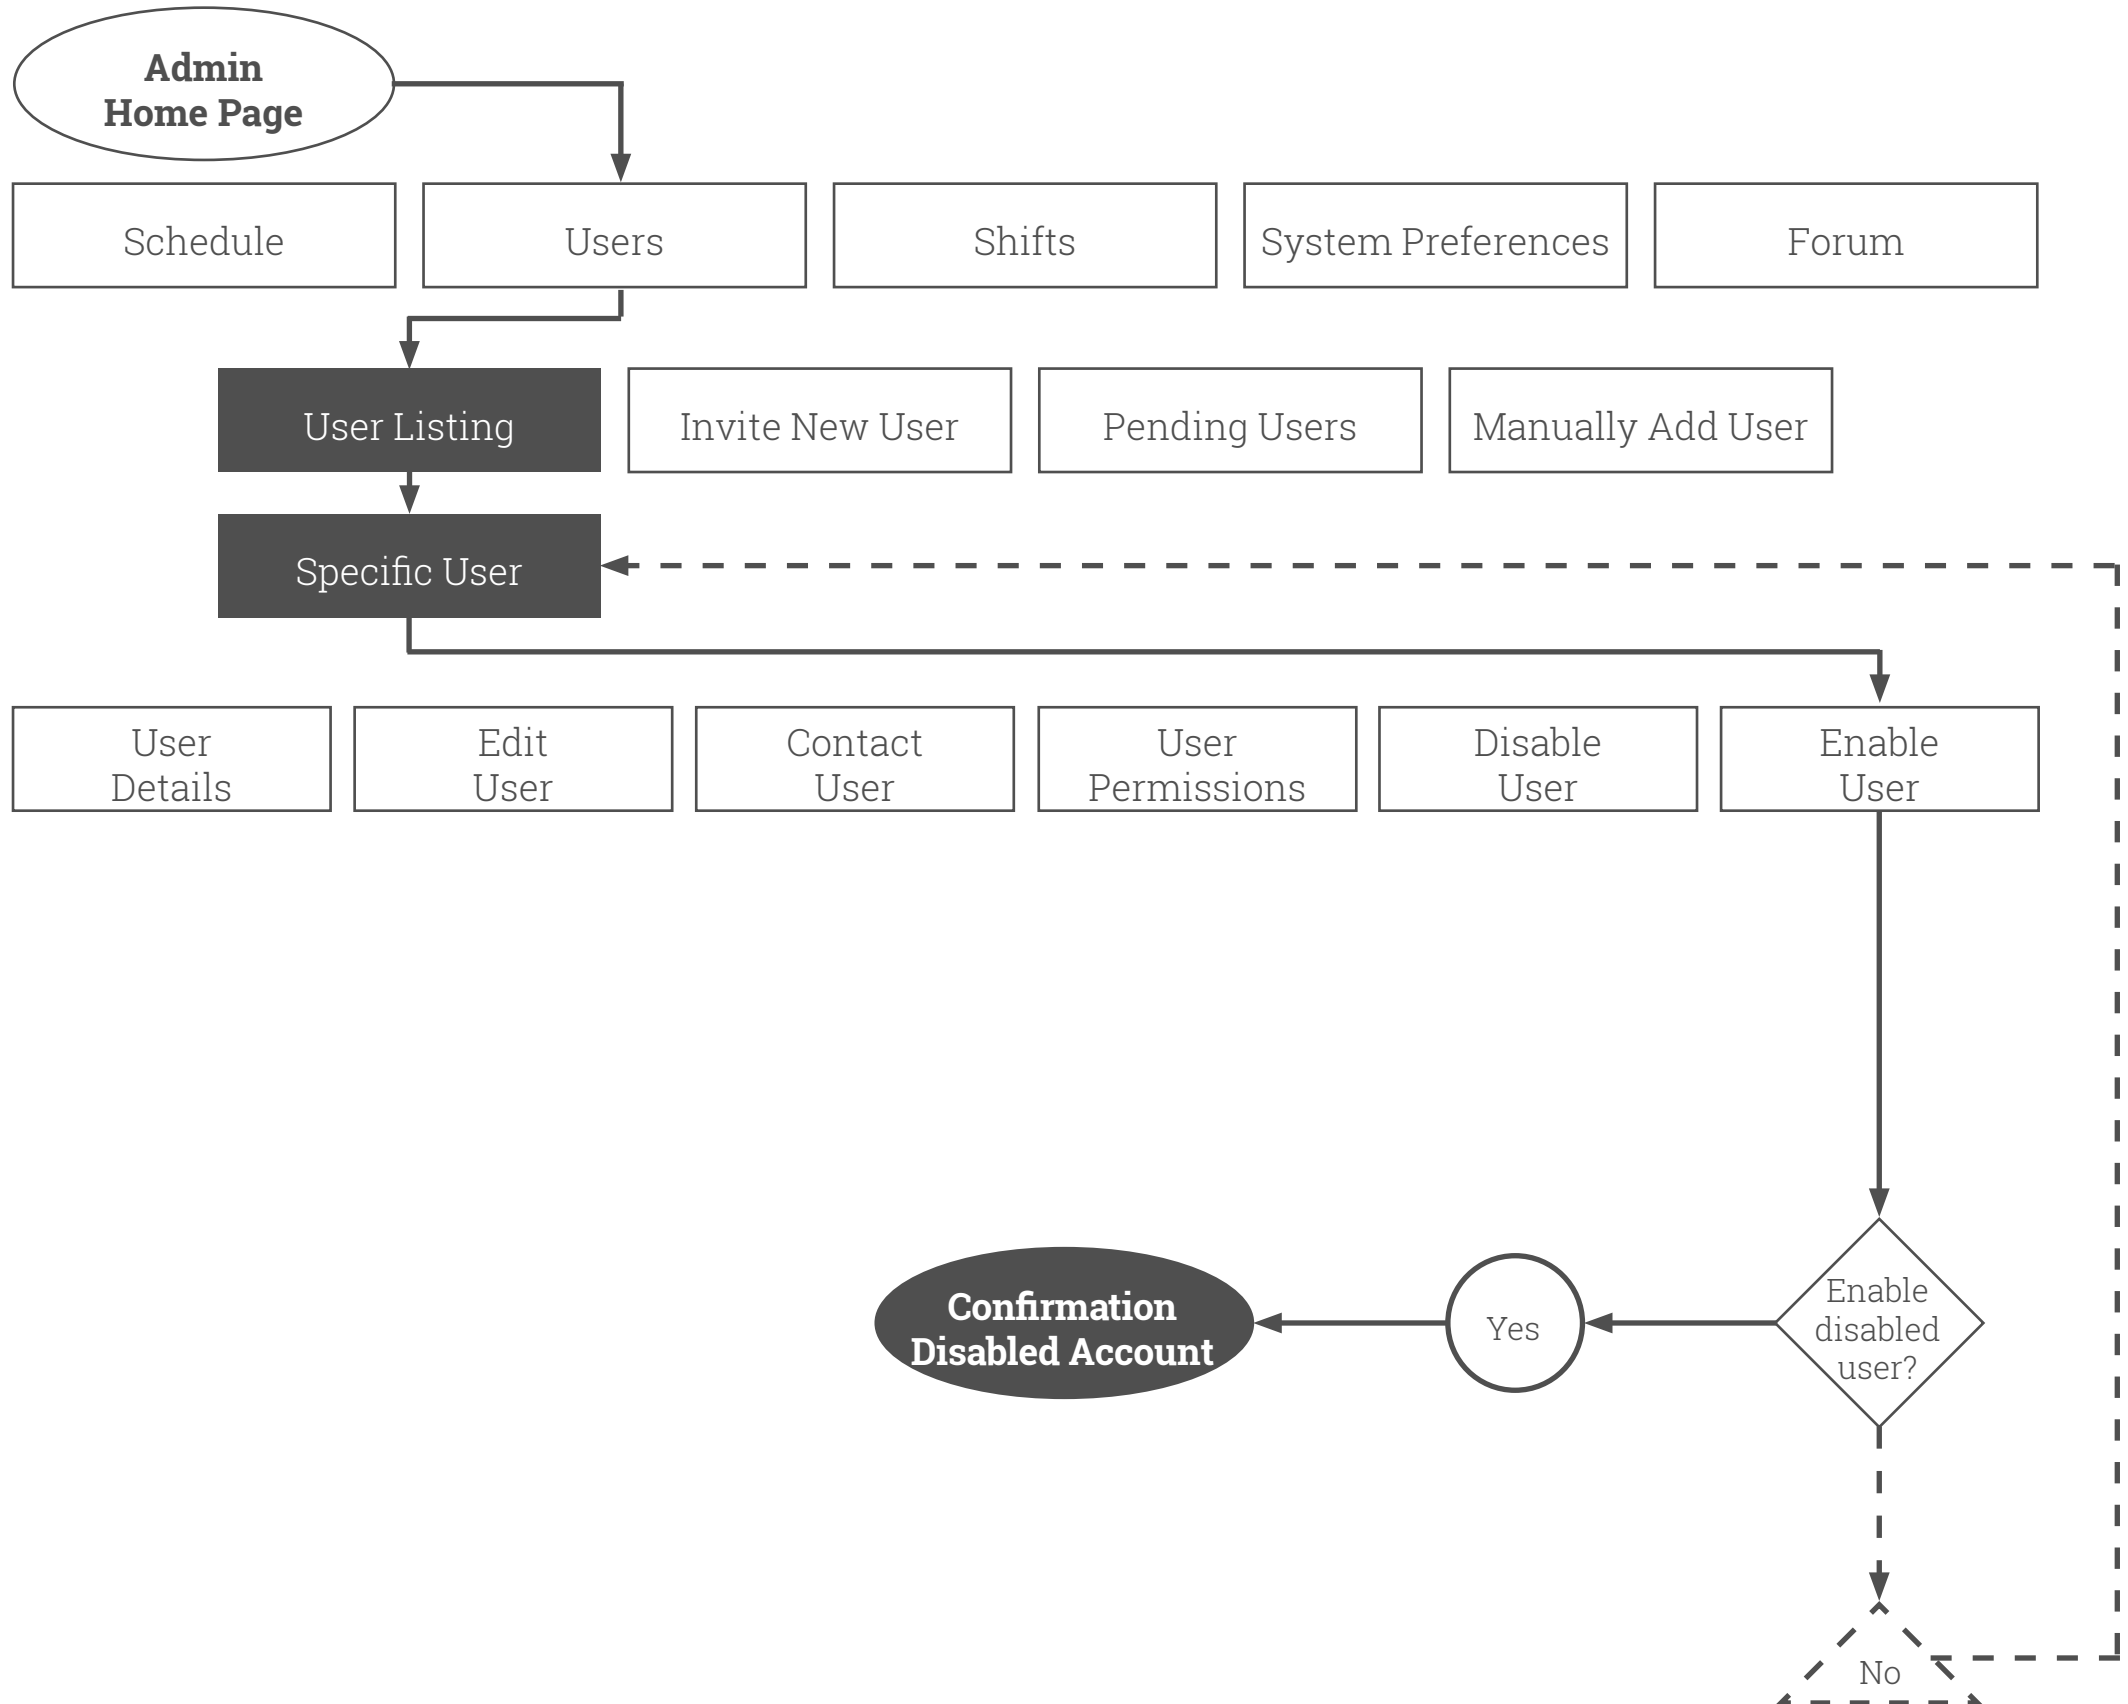 Admin
Home Page
Schedule
Users
Shifts
System Preferences
Forum
User Listing
Invite New User
Pending Users
Manually Add User
Specific User
User
Details
Edit
User
Contact
User
User
Permissions
Disable
User
Enable
User
Confirmation
Disabled Account
Yes
Enable
disabled
user?
No